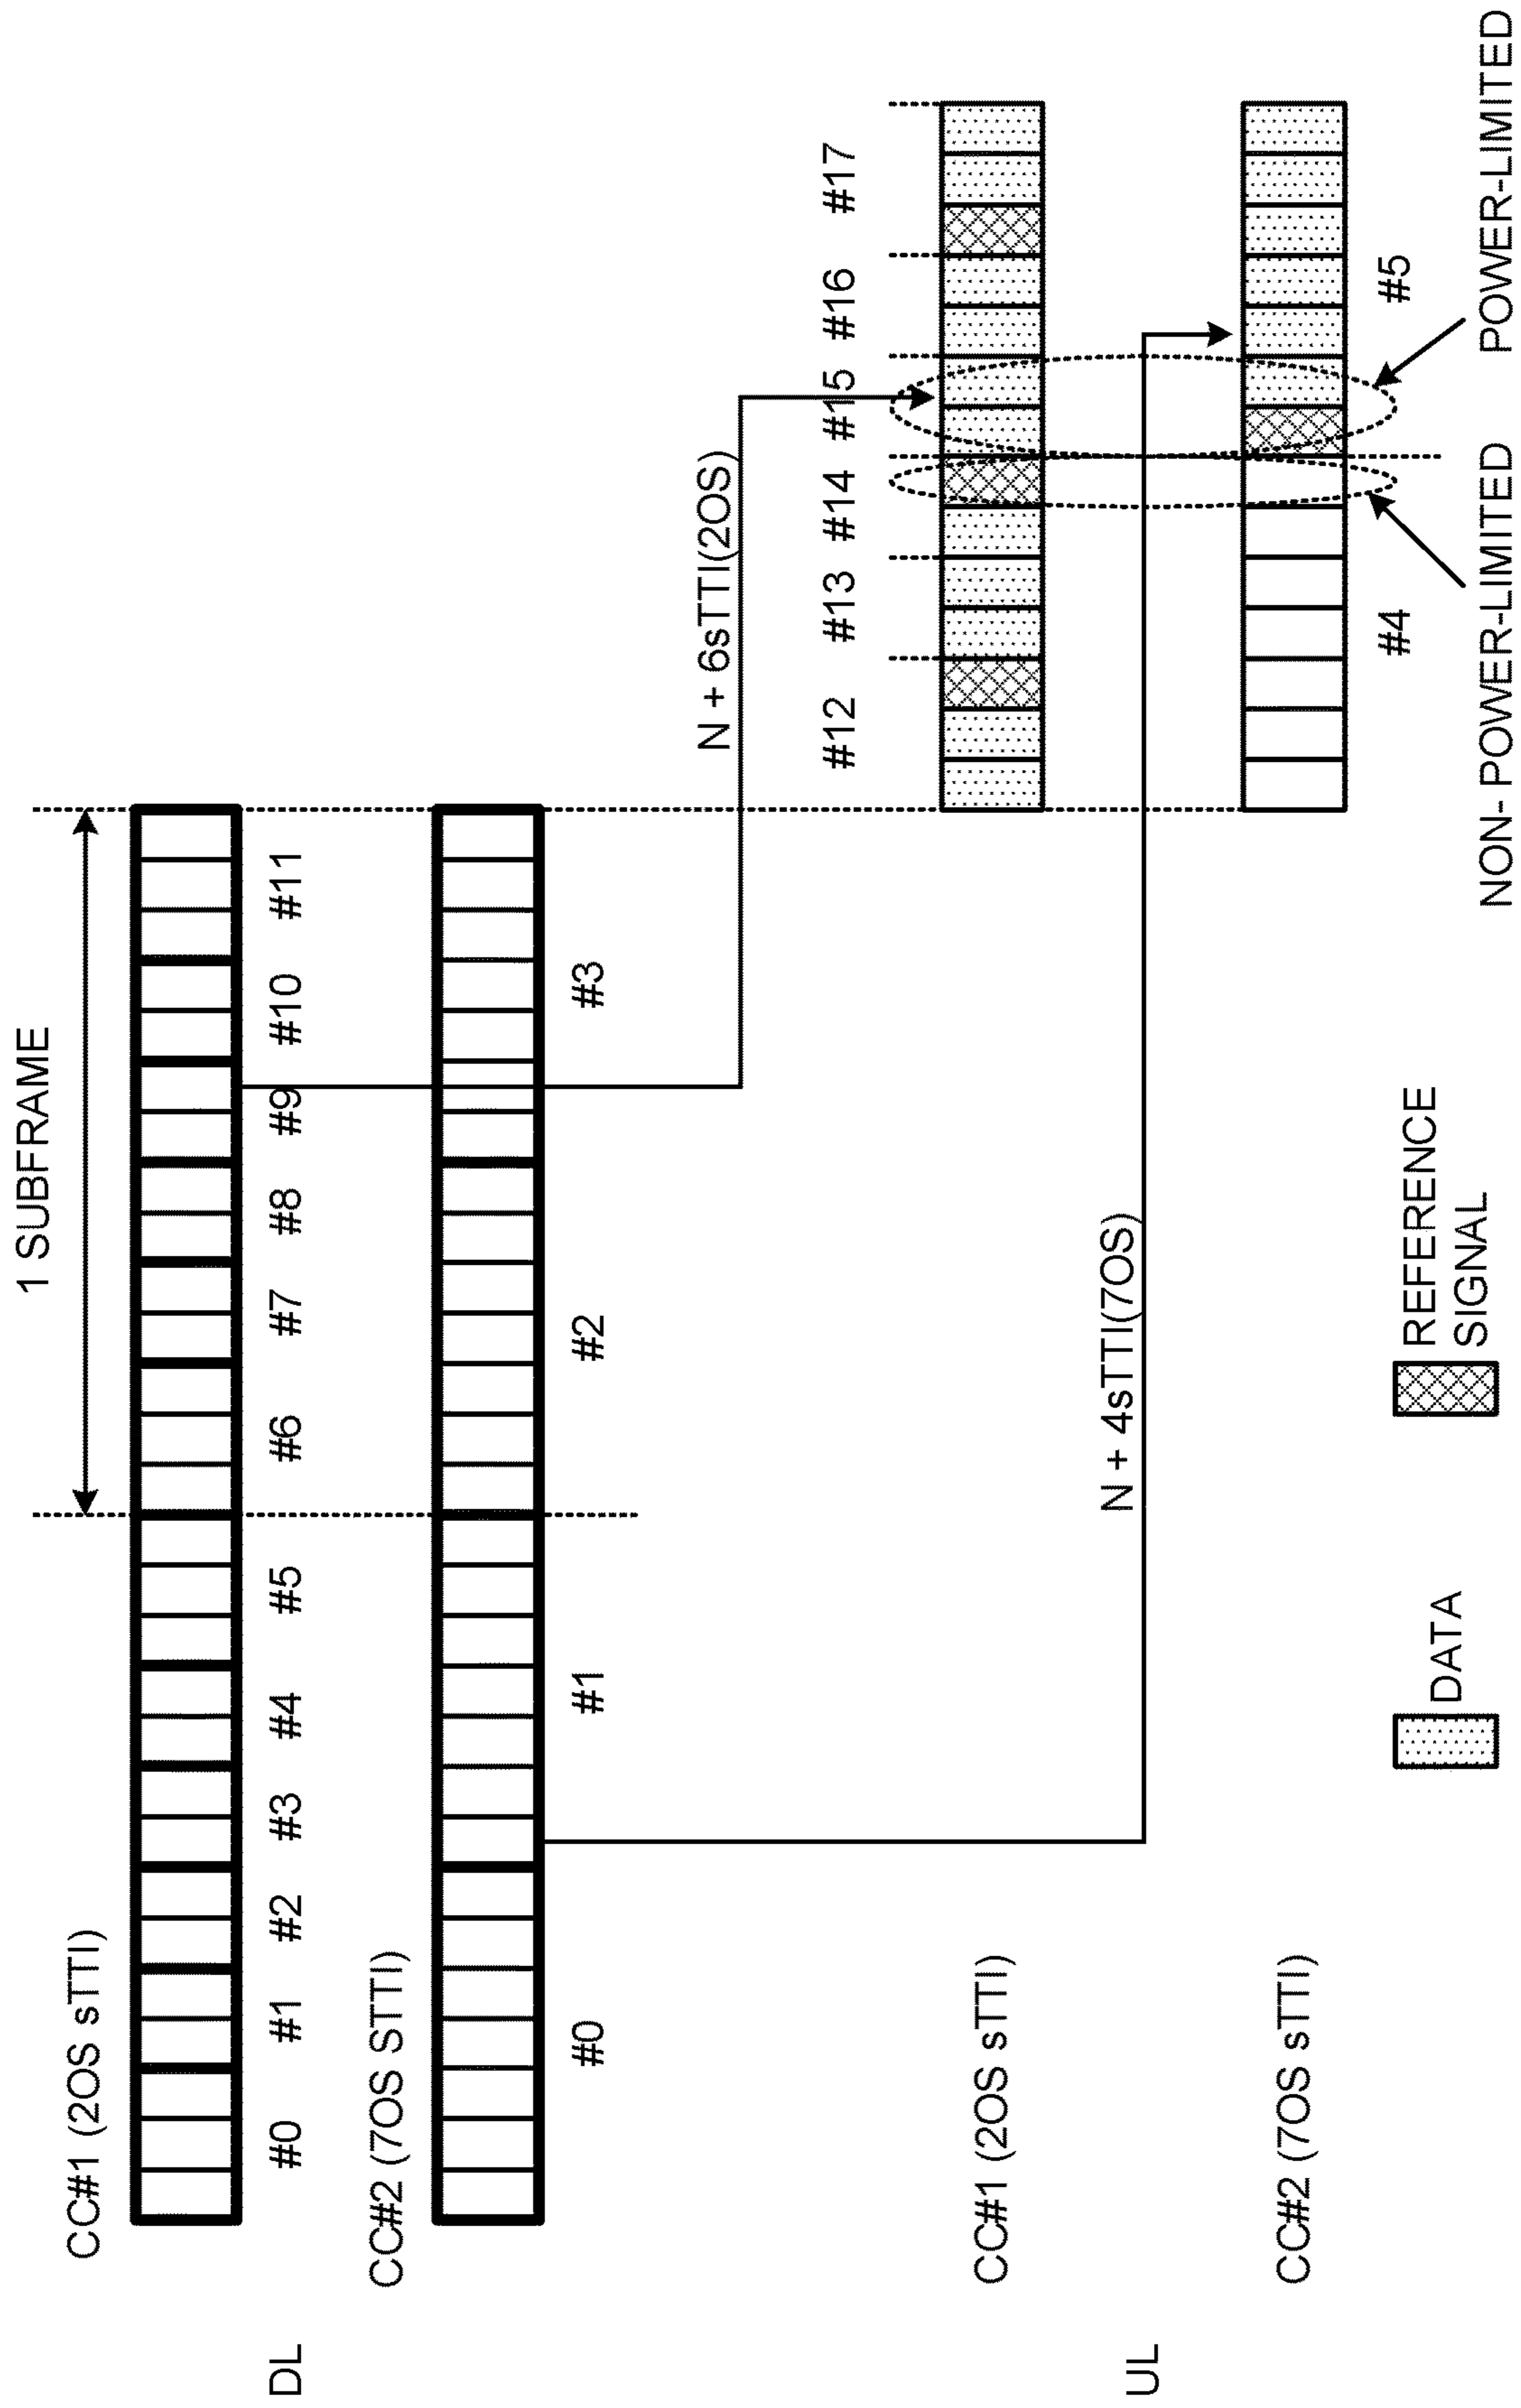 1 SUBFRAME
DL
CC#1 (2OS sTTI)
#0 #1 #2 #3 #4 #5 #6 #7 #8 #9 #10 #11
CC#2 (7OS STTI)
#0 #1 #2 #3
N + 6sTTI(2OS)
#12 #13 #14 #15 #16 #17
UL
CC#1 (2OS sTTI)
N + 4sTTI(7OS)
CC#2 (7OS sTTI)
#4 #5
DATA
REFERENCE
SIGNAL
NON- POWER-LIMITED
POWER-LIMITED